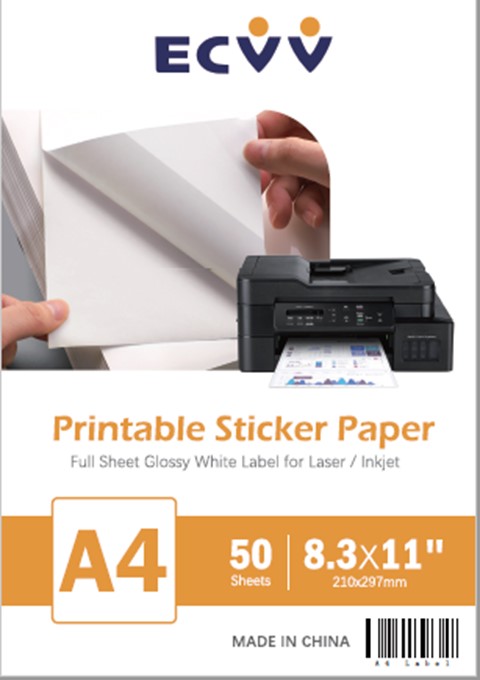 ECVV
Printable Sticker Paper
Full Sheet Glossy White Label for Laser / Inkjet
A4
50
Sheets
8.3X11"
210x297mm
MADE IN CHINA
A4 Label